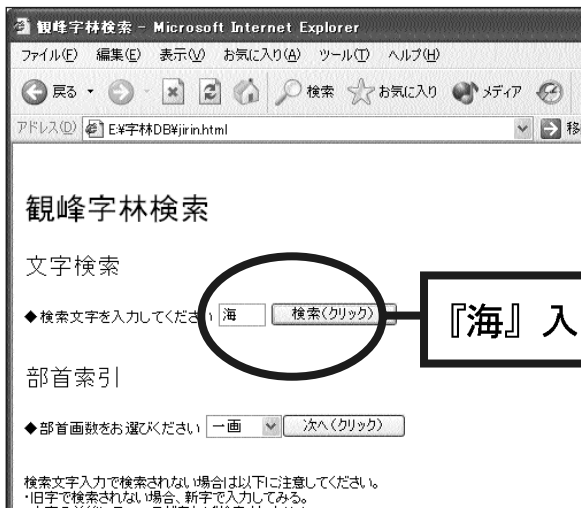 観峰字林検索 - Microsoft Internet Explorer
ファイル(F) 編集(E) 表示(V) お気に入り(A) ツール(T) ヘルプ(H)
戻る 検索 お気に入り メディア
アドレス(D) E:¥字林DB¥jirin.html 移
観峰字林検索
文字検索
◆検索文字を入力してください 海 検索(クリック)
『海』入
部首索引
◆部首画数をお選びください 一画 次へ(クリック)
検索文字入力で検索されない場合は以下に注意してください。
・旧字で検索されない場合、新字で入力してみる。